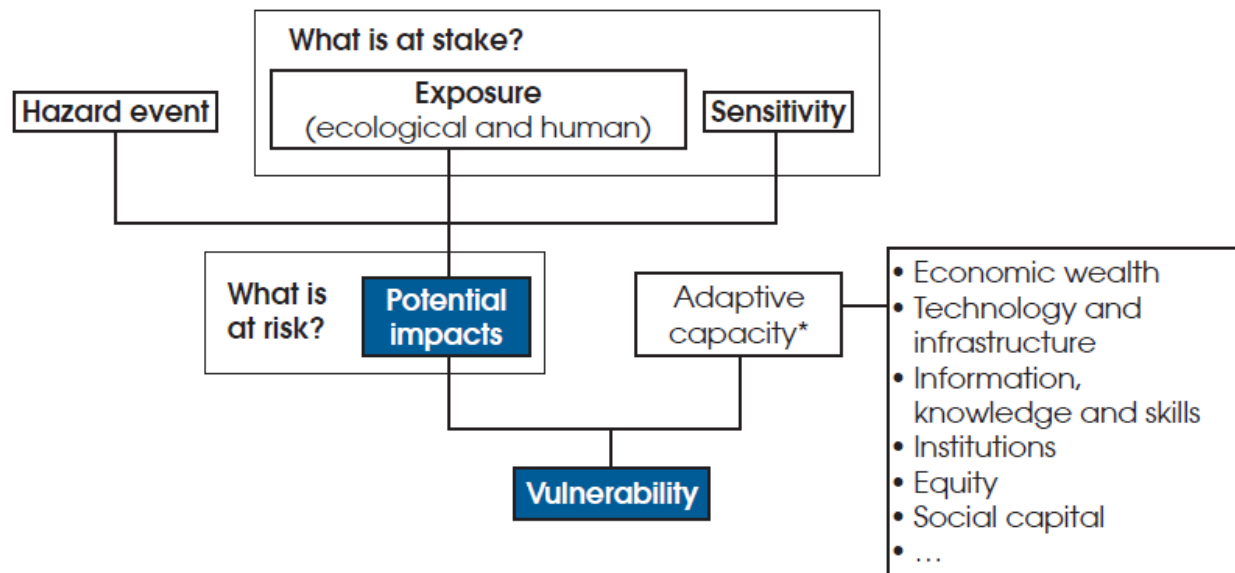 What is at stake?
Hazard event
Exposure
(ecological and human)
Sensitivity
What is
at risk?
Potential
impacts
Adaptive
capacity*
• Economic wealth
• Technology and
infrastructure
• Information,
knowledge and skills
• Institutions
• Equity
• Social capital
• ...
Vulnerability